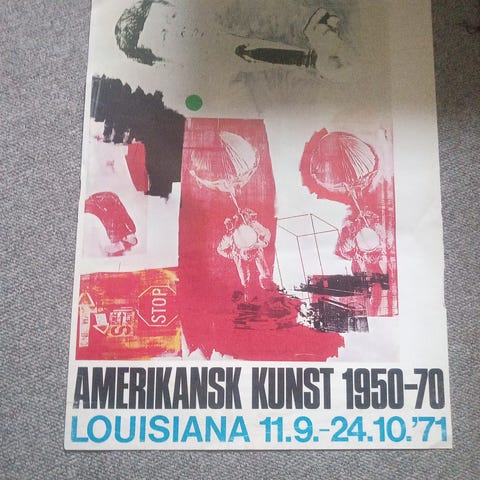 STOP
AMERIKANSK KUNST 1950-70
LOUISIANA 11.9.-24.10.'71